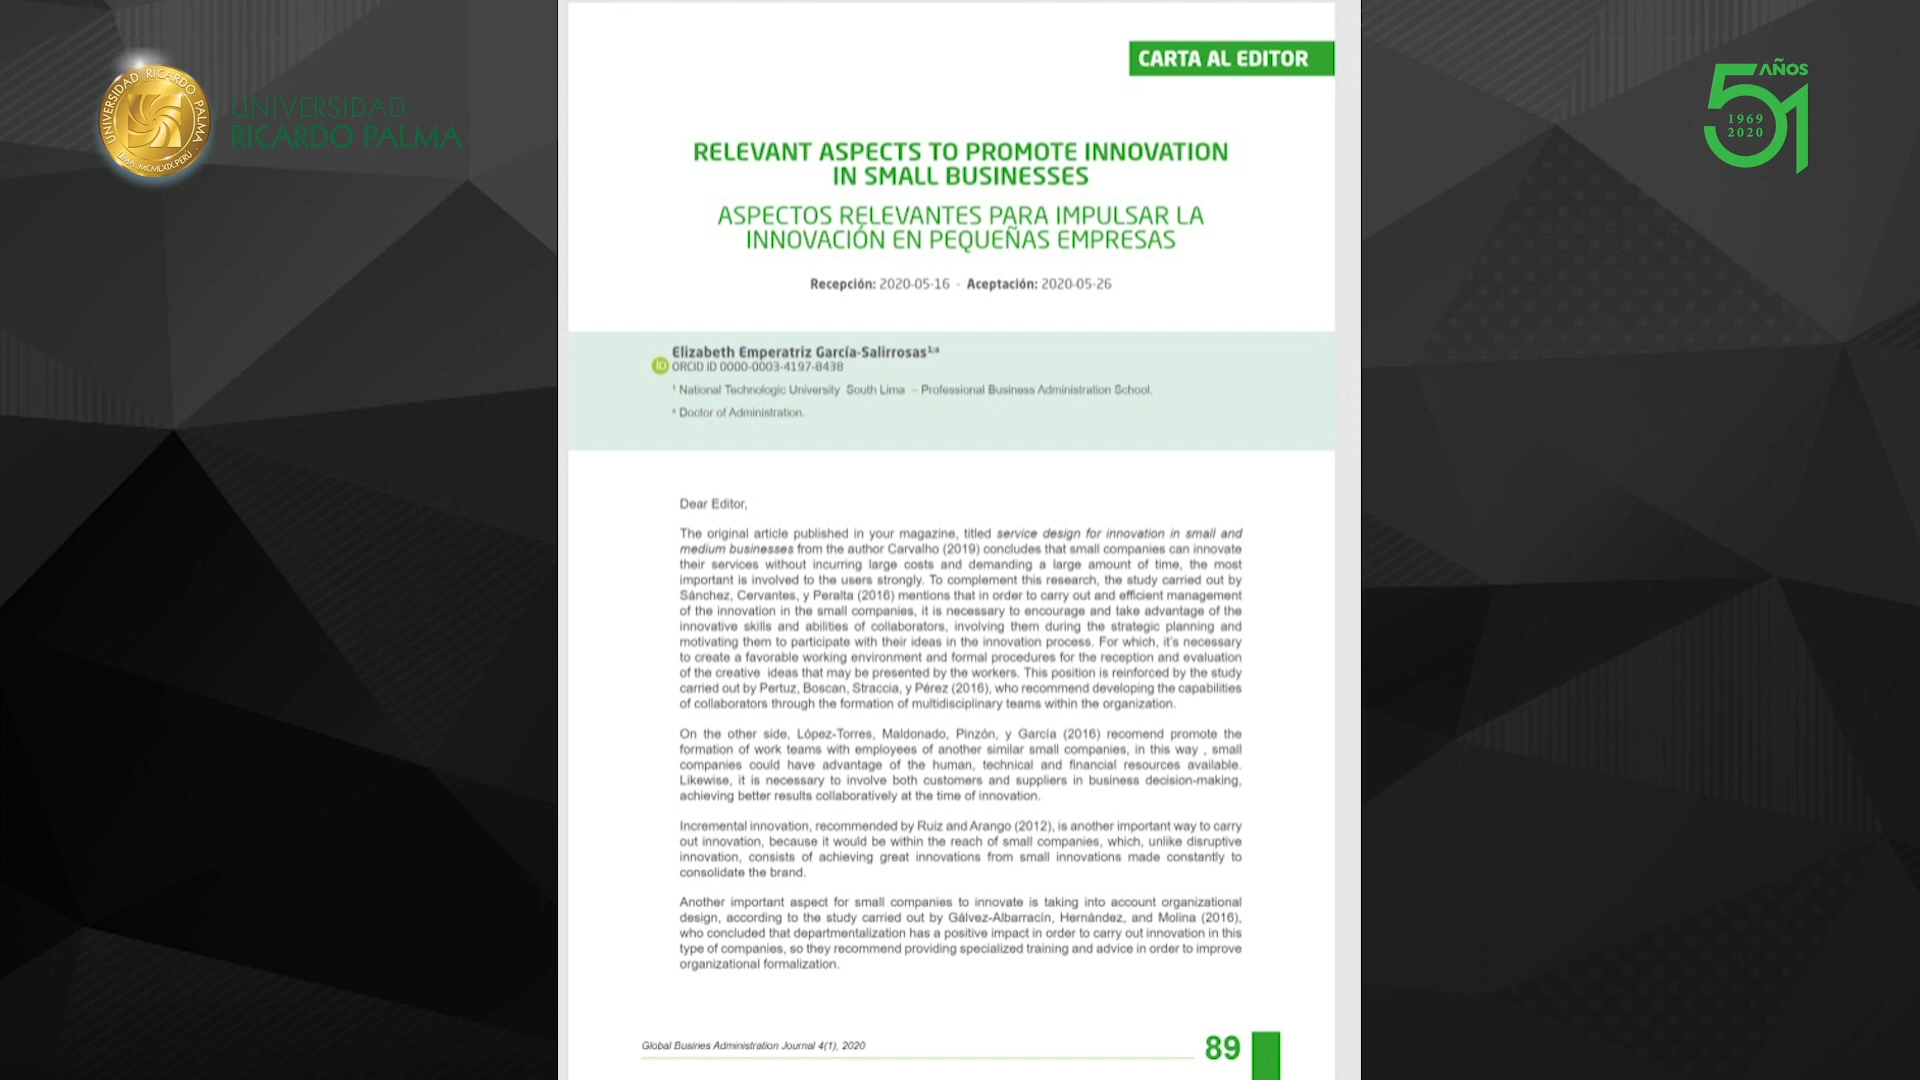 UNIVERSIDAD RICARDO PALMA
LIMA MCMLXIX PERÚ
UNIVERSIDAD
RICARDO PALMA
51 AÑOS
1969
2020
CARTA AL EDITOR
RELEVANT ASPECTS TO PROMOTE INNOVATION
IN SMALL BUSINESSES
ASPECTOS RELEVANTES PARA IMPULSAR LA
INNOVACIÓN EN PEQUEÑAS EMPRESAS
Recepción: 2020-05-16 - Aceptación: 2020-05-26
Elizabeth Emperatriz García-Salirrosas¹˒ᵃ
iD ORCID iD 0000-0003-4197-8438
¹ National Technologic University South Lima – Professional Business Administration School.
ᵃ Doctor of Administration.
Dear Editor,
The original article published in your magazine, titled service design for innovation in small and
medium businesses from the author Carvalho (2019) concludes that small companies can innovate
their services without incurring large costs and demanding a large amount of time, the most
important is involved to the users strongly. To complement this research, the study carried out by
Sánchez, Cervantes, y Peralta (2016) mentions that in order to carry out and efficient management
of the innovation in the small companies, it is necessary to encourage and take advantage of the
innovative skills and abilities of collaborators, involving them during the strategic planning and
motivating them to participate with their ideas in the innovation process. For which, it's necessary
to create a favorable working environment and formal procedures for the reception and evaluation
of the creative ideas that may be presented by the workers. This position is reinforced by the study
carried out by Pertuz, Boscan, Straccia, y Pérez (2016), who recommend developing the capabilities
of collaborators through the formation of multidisciplinary teams within the organization.
On the other side, López-Torres, Maldonado, Pinzón, y García (2016) recomend promote the
formation of work teams with employees of another similar small companies, in this way , small
companies could have advantage of the human, technical and financial resources available.
Likewise, it is necessary to involve both customers and suppliers in business decision-making,
achieving better results collaboratively at the time of innovation.
Incremental innovation, recommended by Ruiz and Arango (2012), is another important way to carry
out innovation, because it would be within the reach of small companies, which, unlike disruptive
innovation, consists of achieving great innovations from small innovations made constantly to
consolidate the brand.
Another important aspect for small companies to innovate is taking into account organizational
design, according to the study carried out by Gálvez-Albarracín, Hernández, and Molina (2016),
who concluded that departmentalization has a positive impact in order to carry out innovation in this
type of companies, so they recommend providing specialized training and advice in order to improve
organizational formalization.
Global Busines Administration Journal 4(1), 2020
89